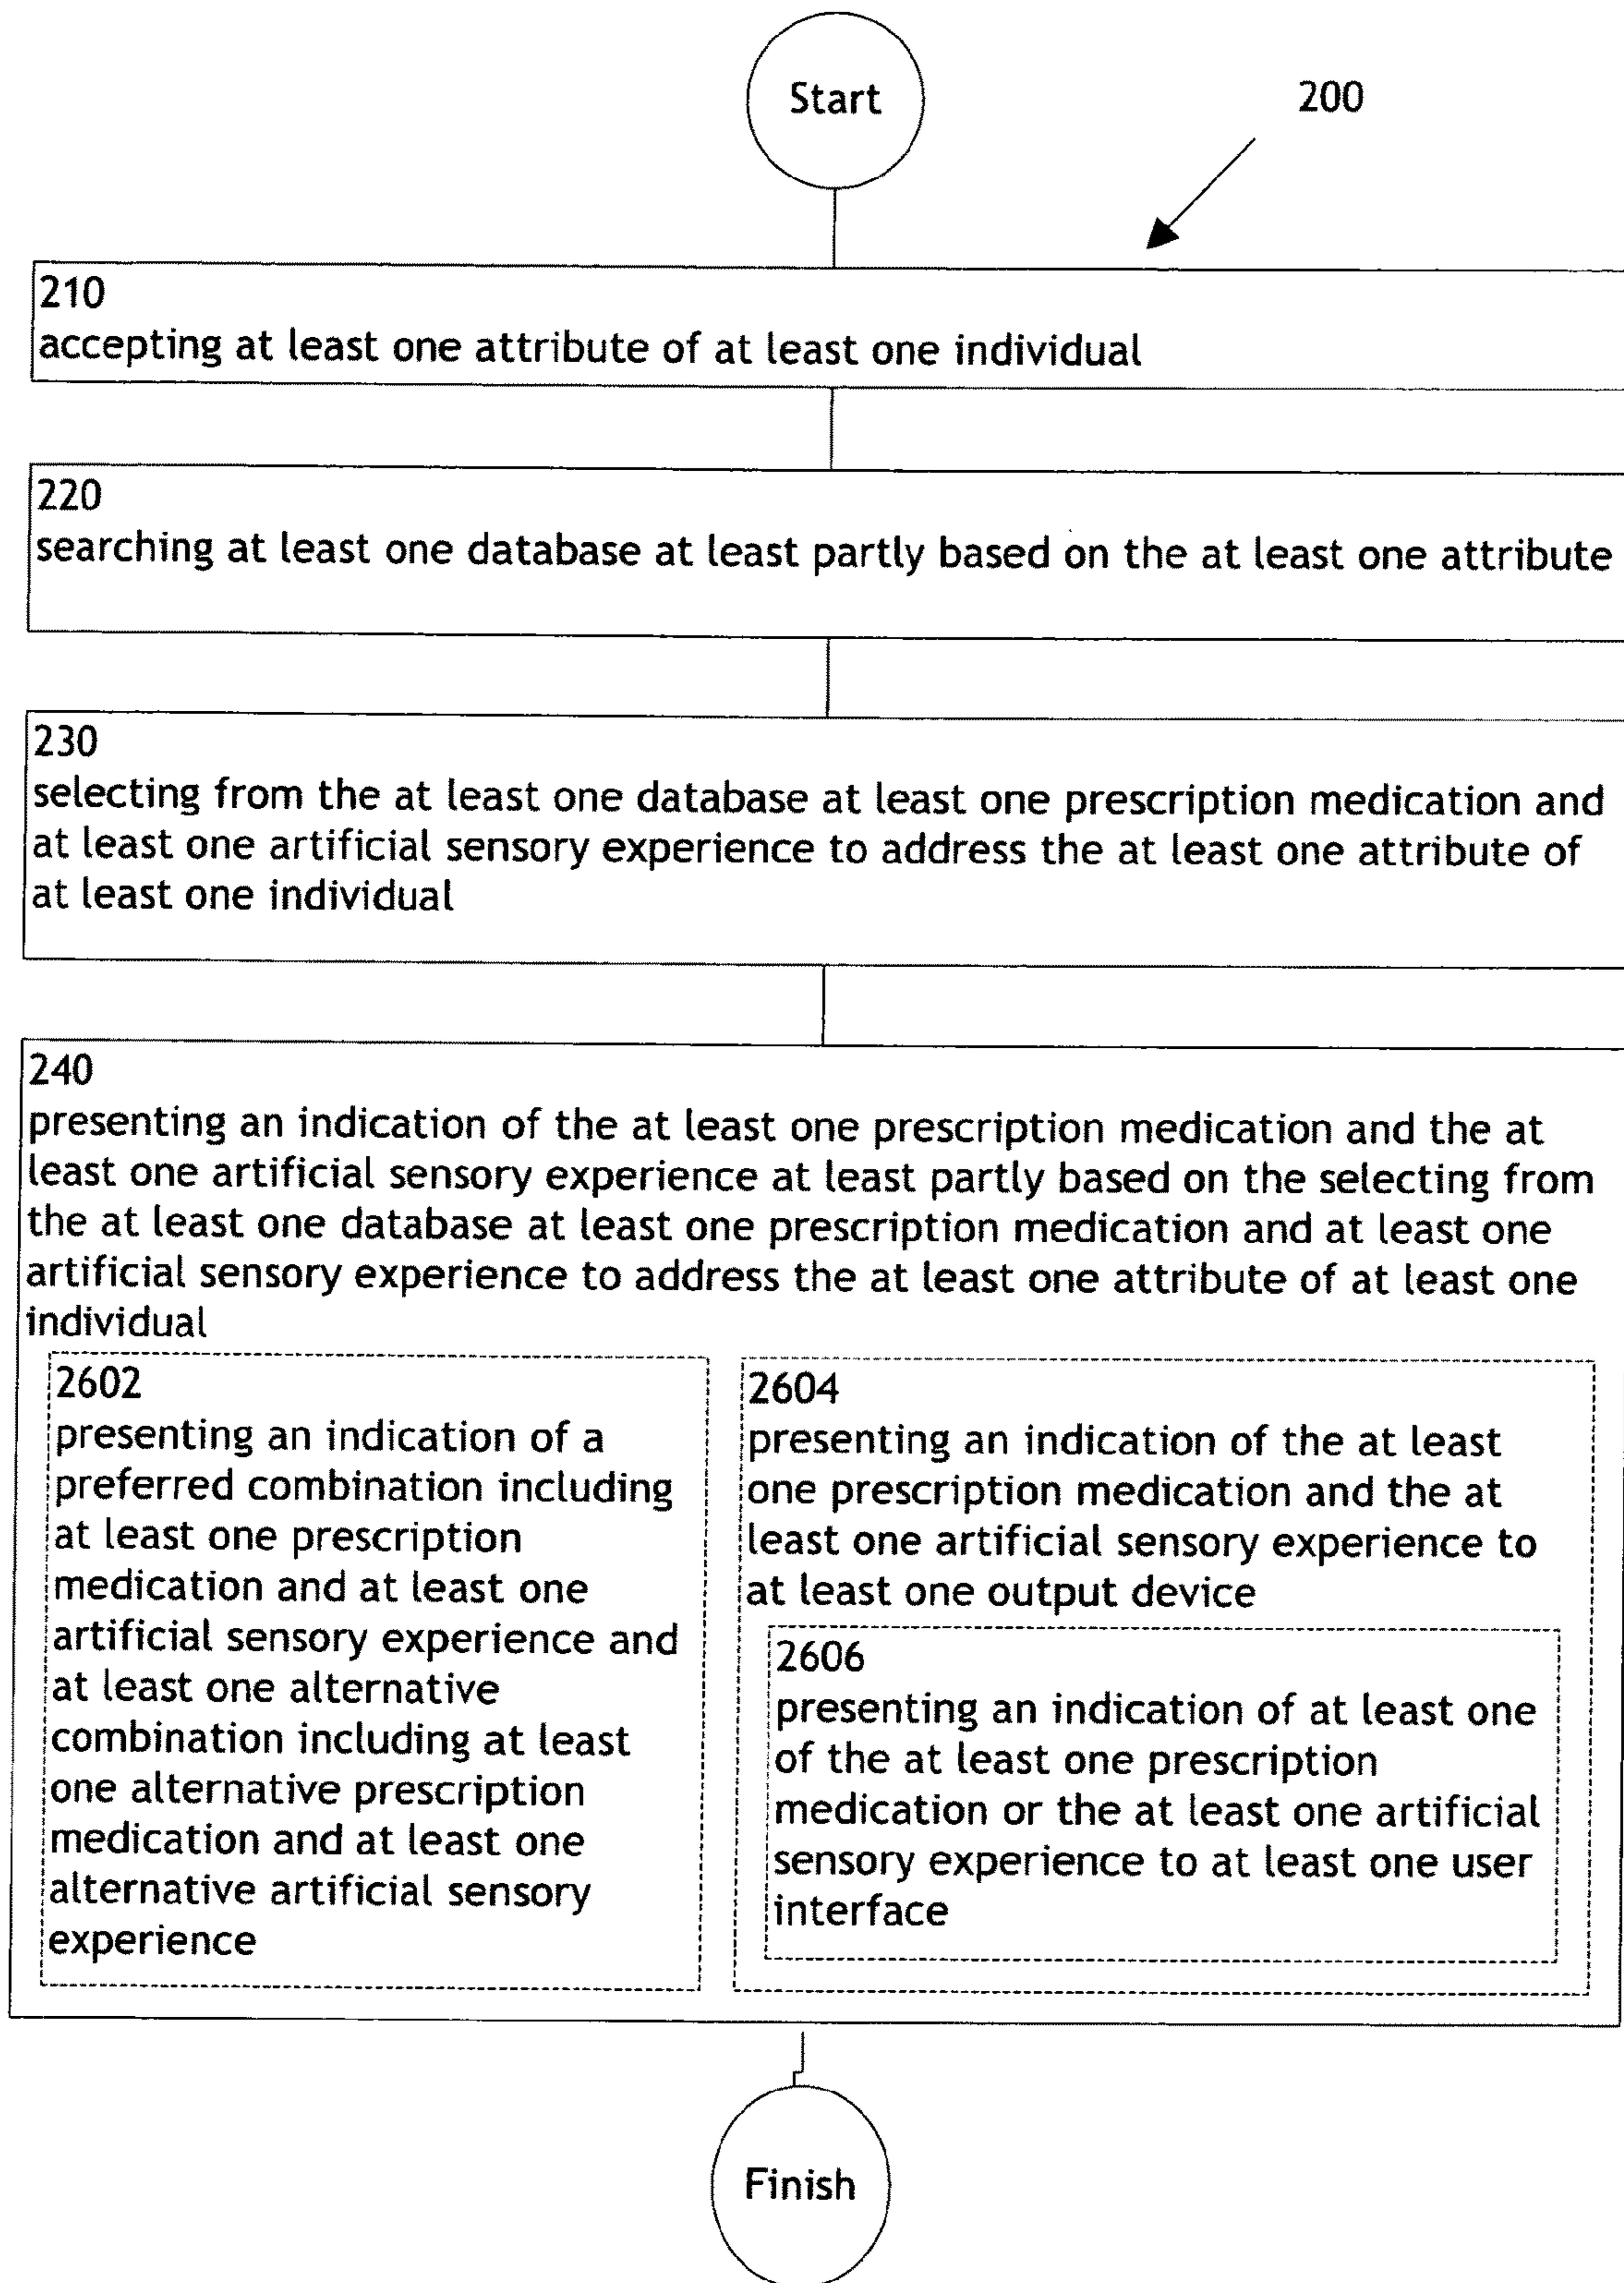 Start
200
210
accepting at least one attribute of at least one individual
220
searching at least one database at least partly based on the at least one attribute
230
selecting from the at least one database at least one prescription medication and
at least one artificial sensory experience to address the at least one attribute of
at least one individual
240
presenting an indication of the at least one prescription medication and the at
least one artificial sensory experience at least partly based on the selecting from
the at least one database at least one prescription medication and at least one
artificial sensory experience to address the at least one attribute of at least one
individual
2602
presenting an indication of a
preferred combination including
at least one prescription
medication and at least one
artificial sensory experience and
at least one alternative
combination including at least
one alternative prescription
medication and at least one
alternative artificial sensory
experience
2604
presenting an indication of the at least
one prescription medication and the at
least one artificial sensory experience to
at least one output device
2606
presenting an indication of at least one
of the at least one prescription
medication or the at least one artificial
sensory experience to at least one user
interface
Finish